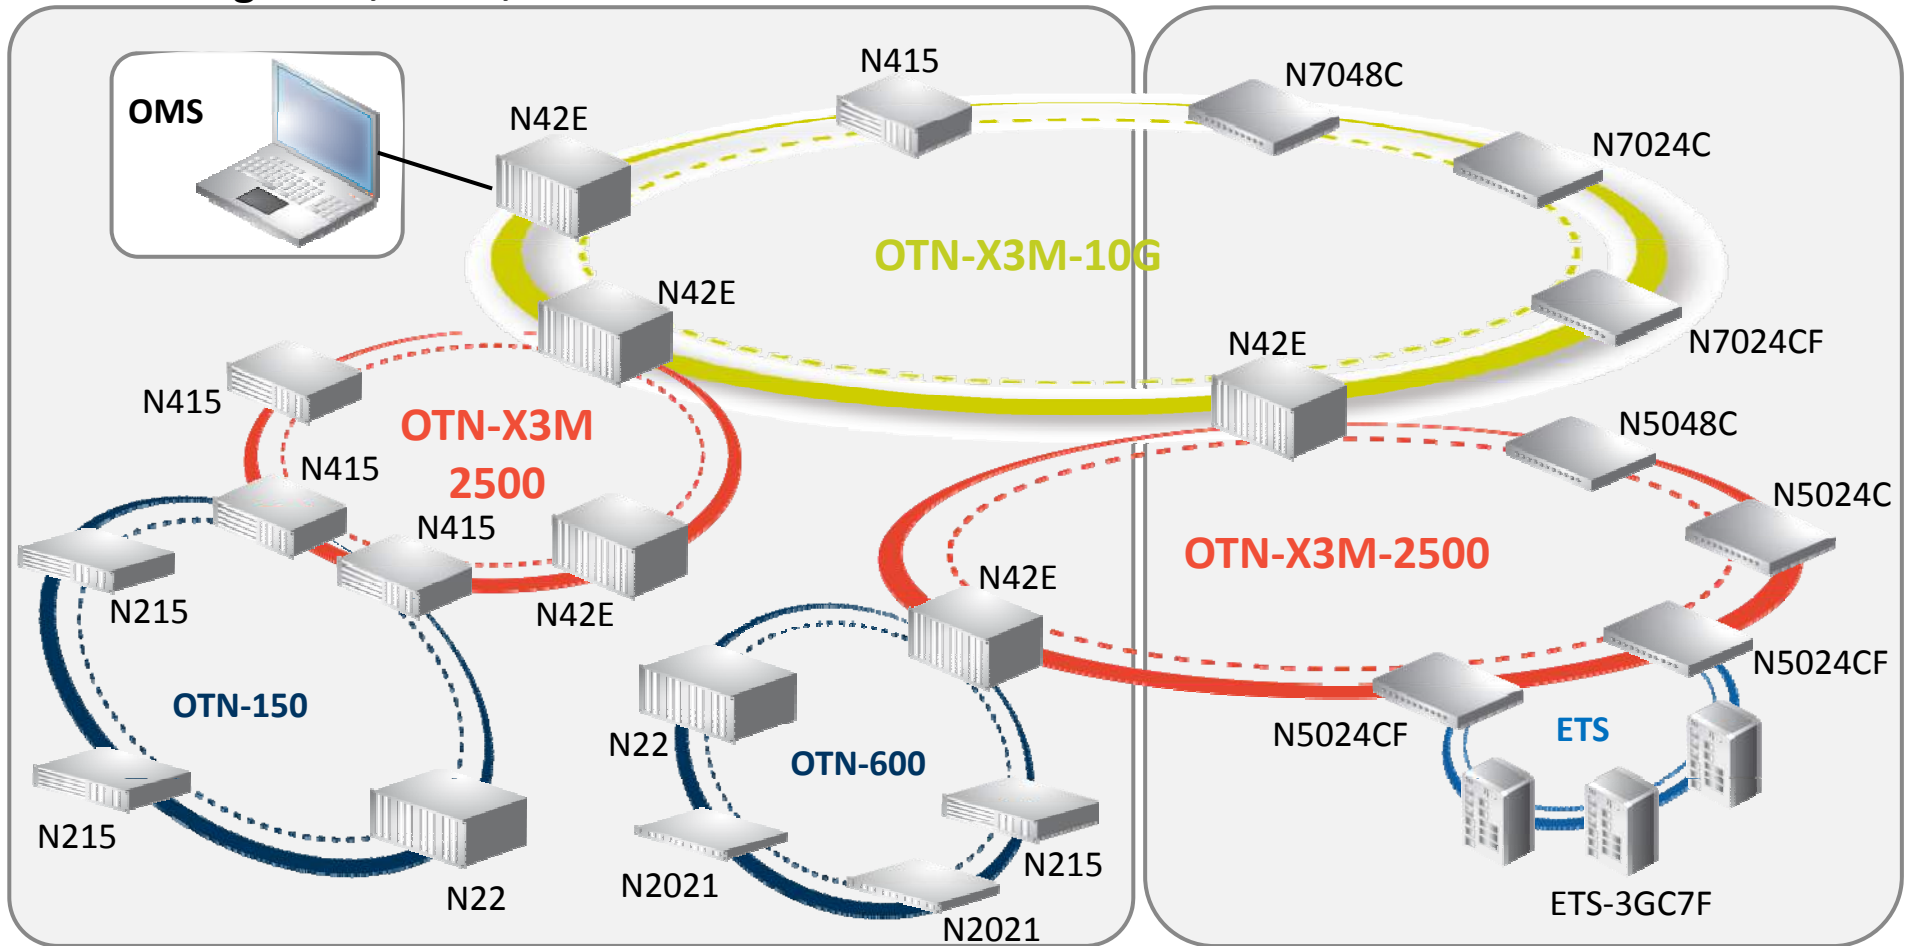 OMS
N42E
N415
N7048C
N7024C
OTN-X3M-10G
N42E
N42E
N7024CF
N415
OTN-X3M
2500
N415
N415
N42E
N5048C
N5024C
OTN-X3M-2500
N42E
N5024CF
N5024CF
N215
OTN-150
N215
N22
N22
OTN-600
N215
N2021
N2021
ETS
ETS-3GC7F